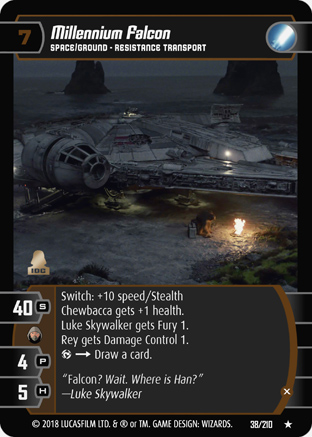 7
Millennium Falcon
SPACE/GROUND - RESISTANCE TRANSPORT
IDC
40 S
4 P
5 H
Switch: +10 speed/Stealth
Chewbacca gets +1 health.
Luke Skywalker gets Fury 1.
Rey gets Damage Control 1.
→ Draw a card.
“Falcon? Wait. Where is Han?”
—Luke Skywalker
© 2018 LUCASFILM LTD. & ® or TM. GAME DESIGN: WIZARDS.
38/210 ★